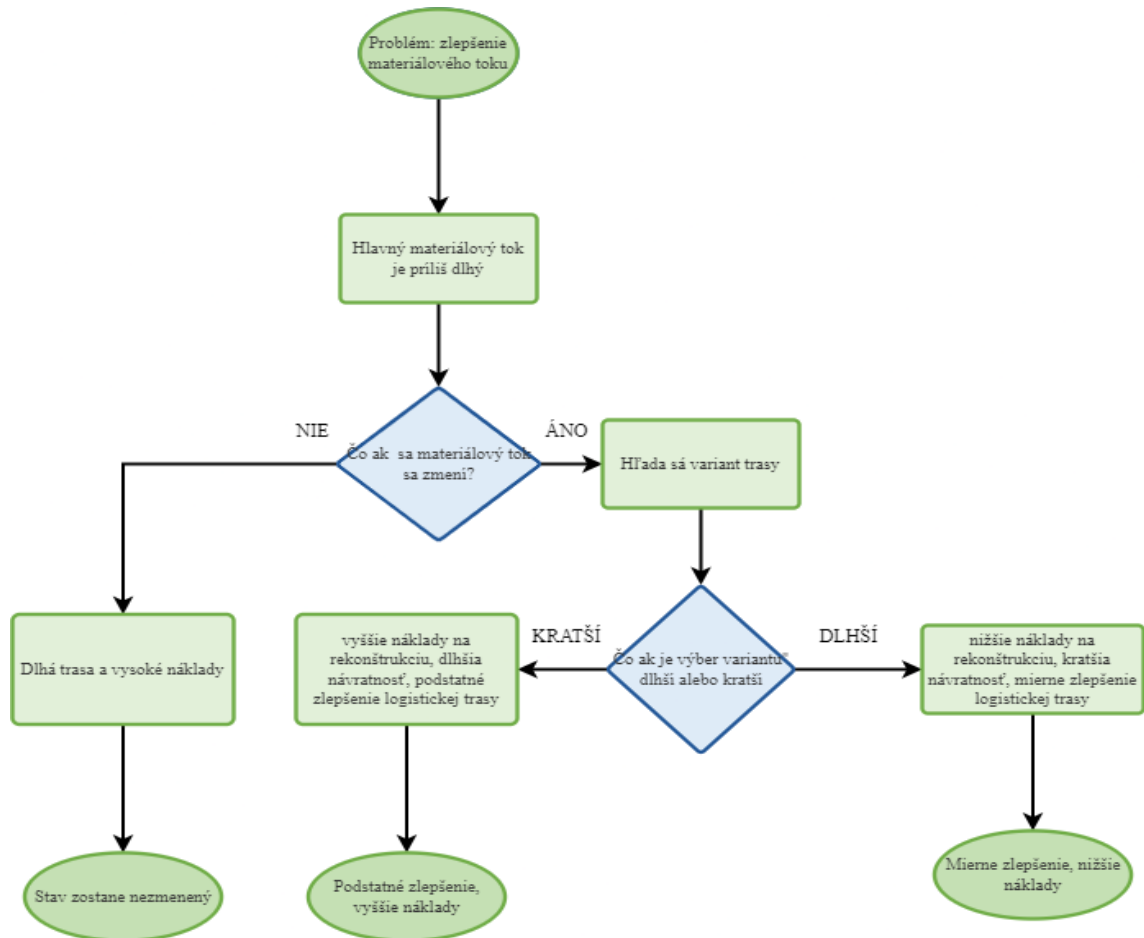 Problém: zlepšenie
materiálového toku
Hlavný materiálový tok
je príliš dlhý
NIE
ÁNO
Čo ak  sa materiálový tok
sa zmení?
Hľada sá variant trasy
KRATŠÍ
DLHŠÍ
Dlhá trasa a vysoké náklady
vyššie náklady na
rekonštrukciu, dlhšia
návratnosť, podstatné
zlepšenie logistickej trasy
Čo ak je výber variantu"
dlhší alebo kratší
nižšie náklady na
rekonštrukciu, kratšia
návratnosť, mierne zlepšenie
logistickej trasy
Stav zostane nezmenený
Podstatné zlepšenie,
vyššie náklady
Mierne zlepšenie, nižšie
náklady